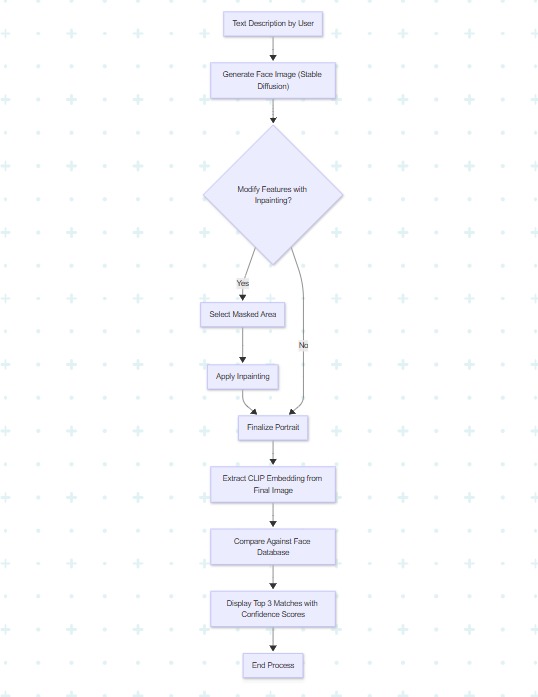 Text Description by User
Generate Face Image (Stable
Diffusion)
Modify Features with
Inpainting?
Yes
Select Masked Area
No
Apply Inpainting
Finalize Portrait
Extract CLIP Embedding from
Final Image
Compare Against Face
Database
Display Top 3 Matches with
Confidence Scores
End Process